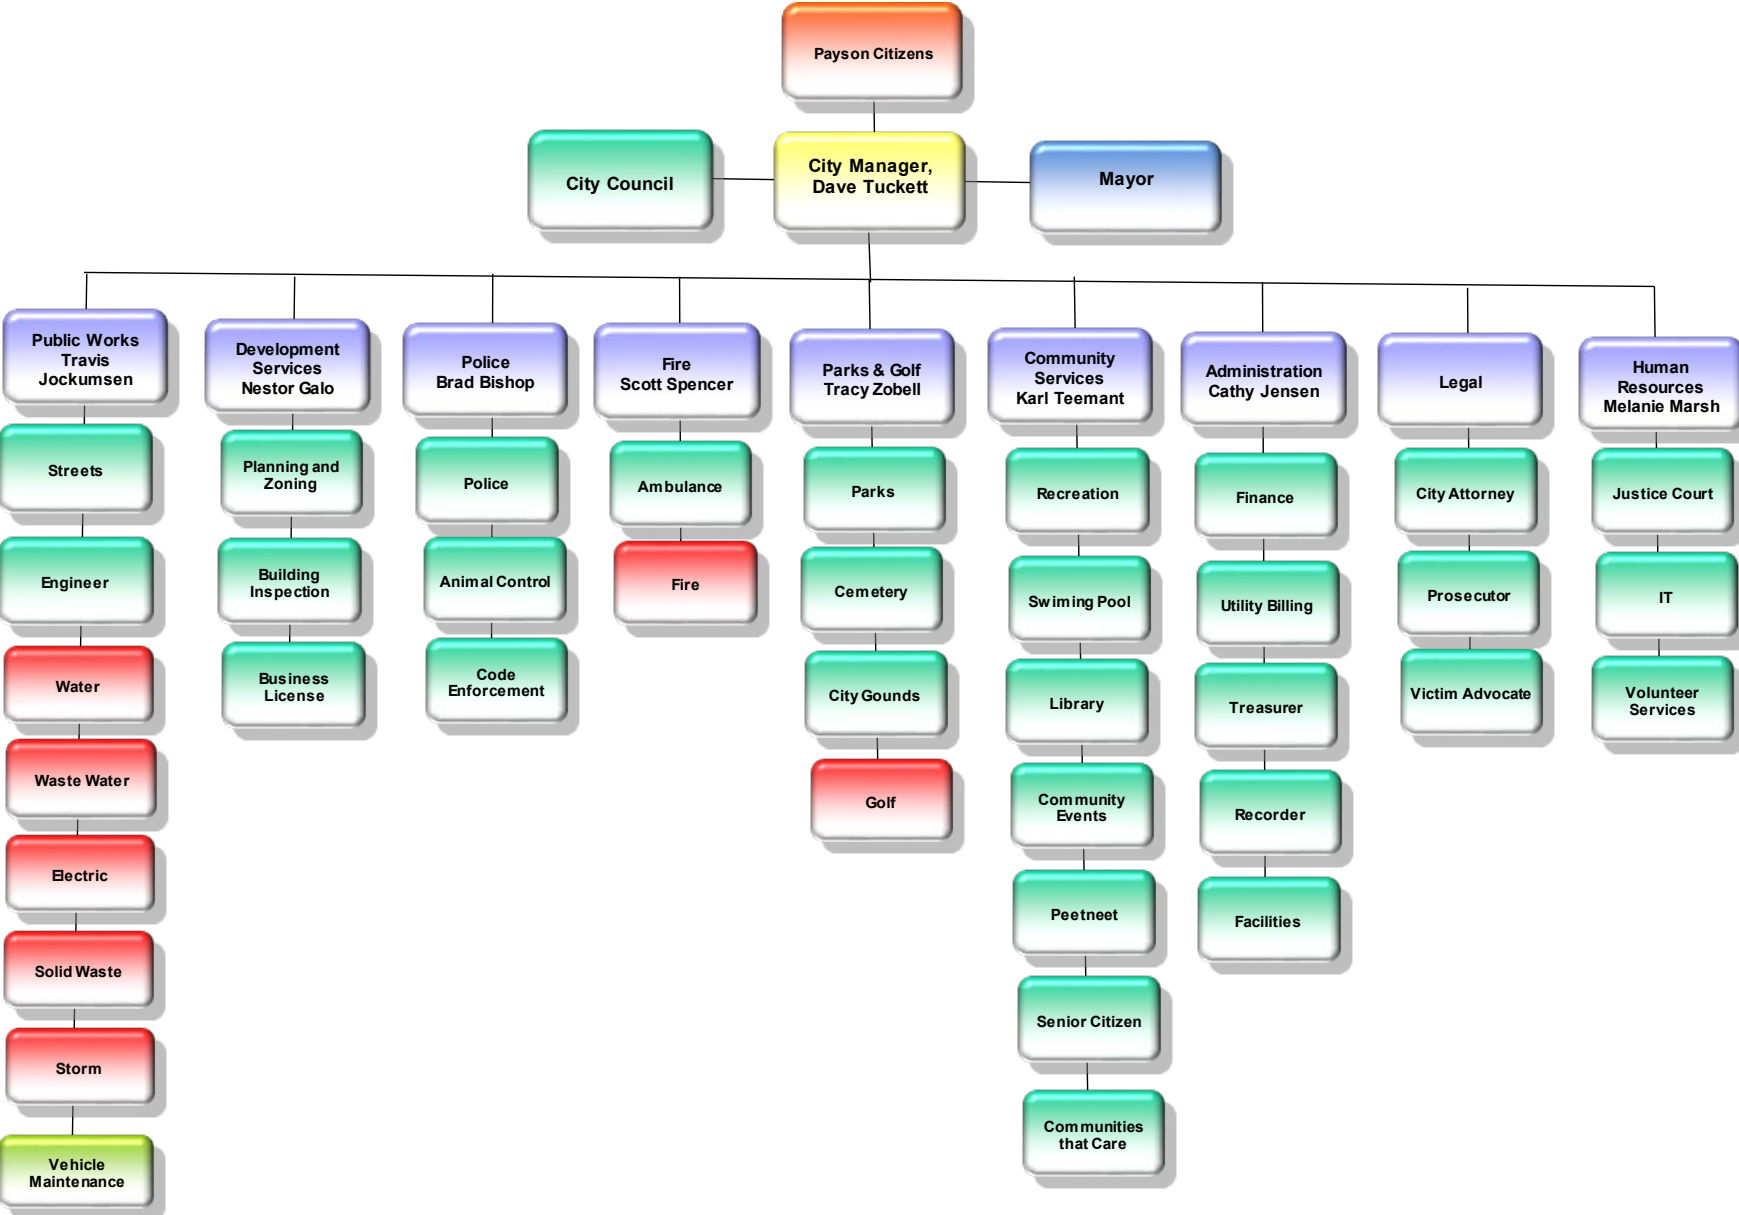 Payson Citizens
City Council
City Manager,
Dave Tuckett
Mayor
Public Works
Travis
Jockumsen
Development
Services
Nestor Galo
Police
Brad Bishop
Fire
Scott Spencer
Parks & Golf
Tracy Zobell
Community
Services
Karl Teemant
Administration
Cathy Jensen
Legal
Human
Resources
Melanie Marsh
Streets
Engineer
Water
Waste Water
Electric
Solid Waste
Storm
Vehicle
Maintenance
Planning and
Zoning
Building
Inspection
Business
License
Police
Animal Control
Code
Enforcement
Ambulance
Fire
Parks
Cemetery
City Gounds
Golf
Recreation
Swiming Pool
Library
Community
Events
Peetneet
Senior Citizen
Communities
that Care
Finance
Utility Billing
Treasurer
Recorder
Facilities
City Attorney
Prosecutor
Victim Advocate
Justice Court
IT
Volunteer
Services